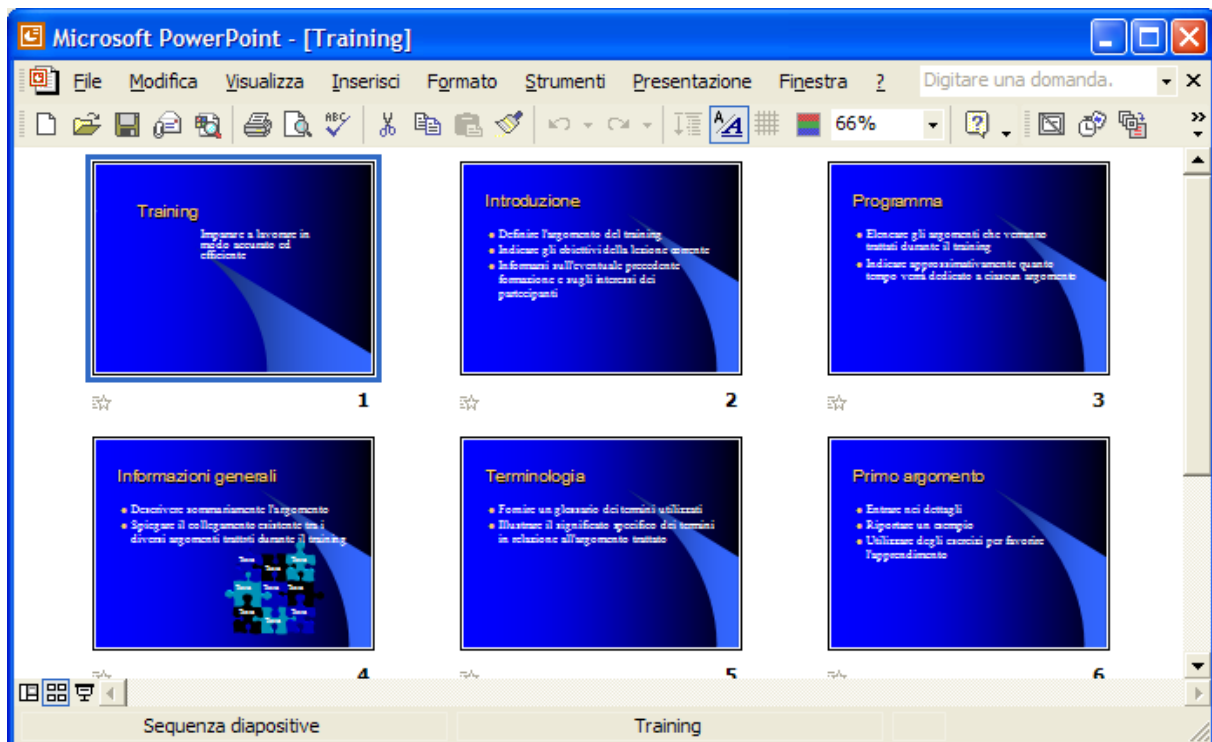 Microsoft PowerPoint - [Training]
File Modifica Visualizza Inserisci Formato Strumenti Presentazione Finestra ? Digitare una domanda.
ABC 66%
Training
Imparare a lavorare in
modo accurato ed
efficiente
1
Introduzione
Definire l'argomento del training
Indicare gli obiettivi della lezione corrente
Informarsi sull'eventuale precedente
formazione e sugli interessi dei
partecipanti
2
Programma
Elencare gli argomenti che verranno
trattati durante il training
Indicare approssimativamente quanto
tempo verrà dedicato a ciascun argomento
3
Informazioni generali
Descrivere sommariamente l'argomento
Spiegare il collegamento esistente tra i
diversi argomenti trattati durante il training
4
Terminologia
Fornire un glossario dei termini utilizzati
Illustrare il significato specifico dei termini
in relazione all'argomento trattato
5
Primo argomento
Entrare nei dettagli
Riportare un esempio
Utilizzare degli esercizi per favorire
l'apprendimento
6
Sequenza diapositive
Training